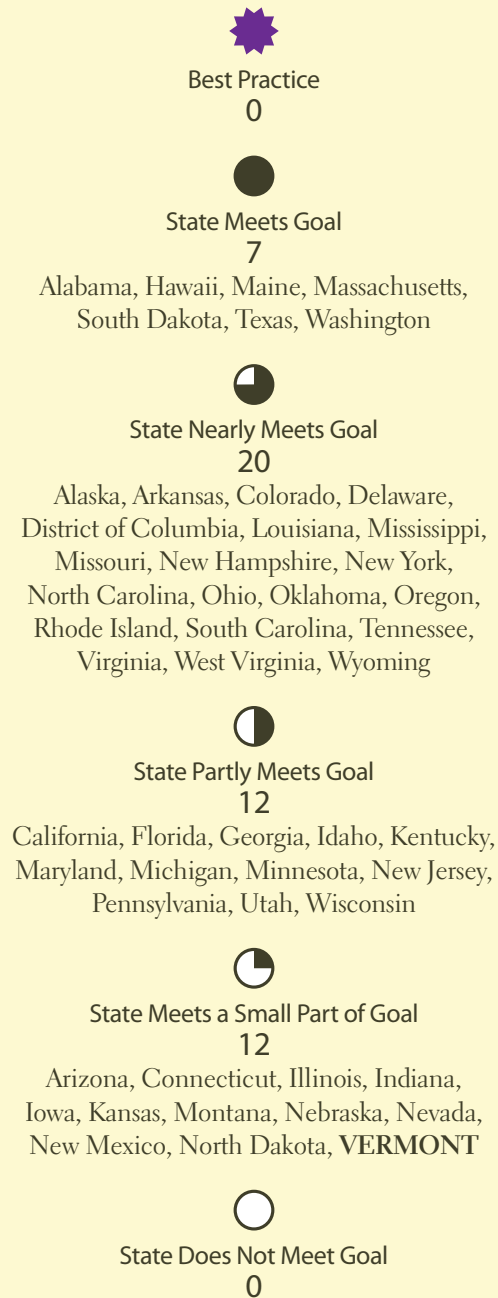 Best Practice
0
State Meets Goal
7
Alabama, Hawaii, Maine, Massachusetts,
South Dakota, Texas, Washington
State Nearly Meets Goal
20
Alaska, Arkansas, Colorado, Delaware,
District of Columbia, Louisiana, Mississippi,
Missouri, New Hampshire, New York,
North Carolina, Ohio, Oklahoma, Oregon,
Rhode Island, South Carolina, Tennessee,
Virginia, West Virginia, Wyoming
State Partly Meets Goal
12
California, Florida, Georgia, Idaho, Kentucky,
Maryland, Michigan, Minnesota, New Jersey,
Pennsylvania, Utah, Wisconsin
State Meets a Small Part of Goal
12
Arizona, Connecticut, Illinois, Indiana,
Iowa, Kansas, Montana, Nebraska, Nevada,
New Mexico, North Dakota, VERMONT
State Does Not Meet Goal
0